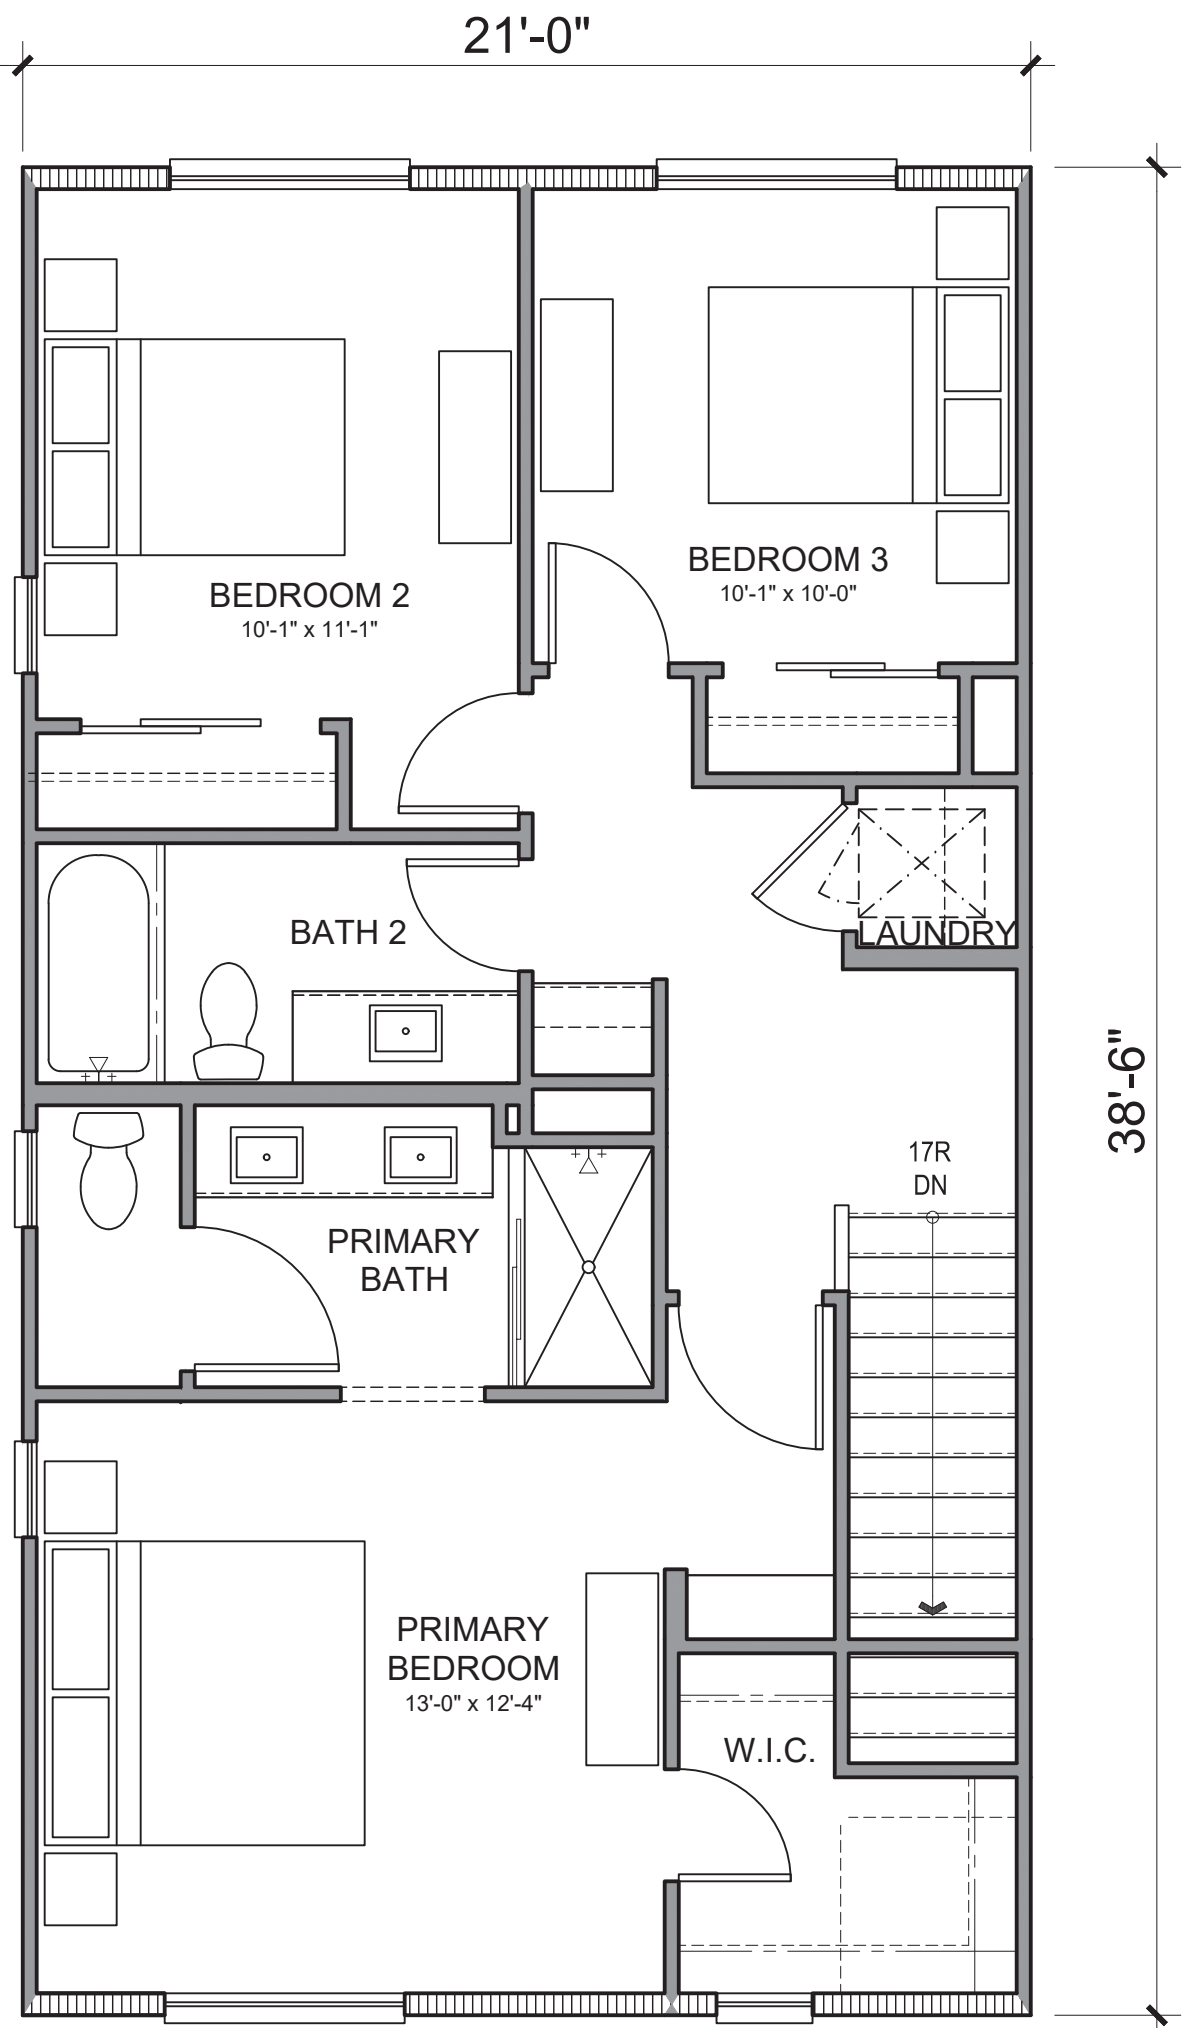 21'-0"
BEDROOM 3
10'-1" x 10'-0"
BEDROOM 2
10'-1" x 11'-1"
BATH 2
LAUNDRY
38'-6"
17R
DN
PRIMARY
BATH
PRIMARY
BEDROOM
13'-0" x 12'-4"
W.I.C.